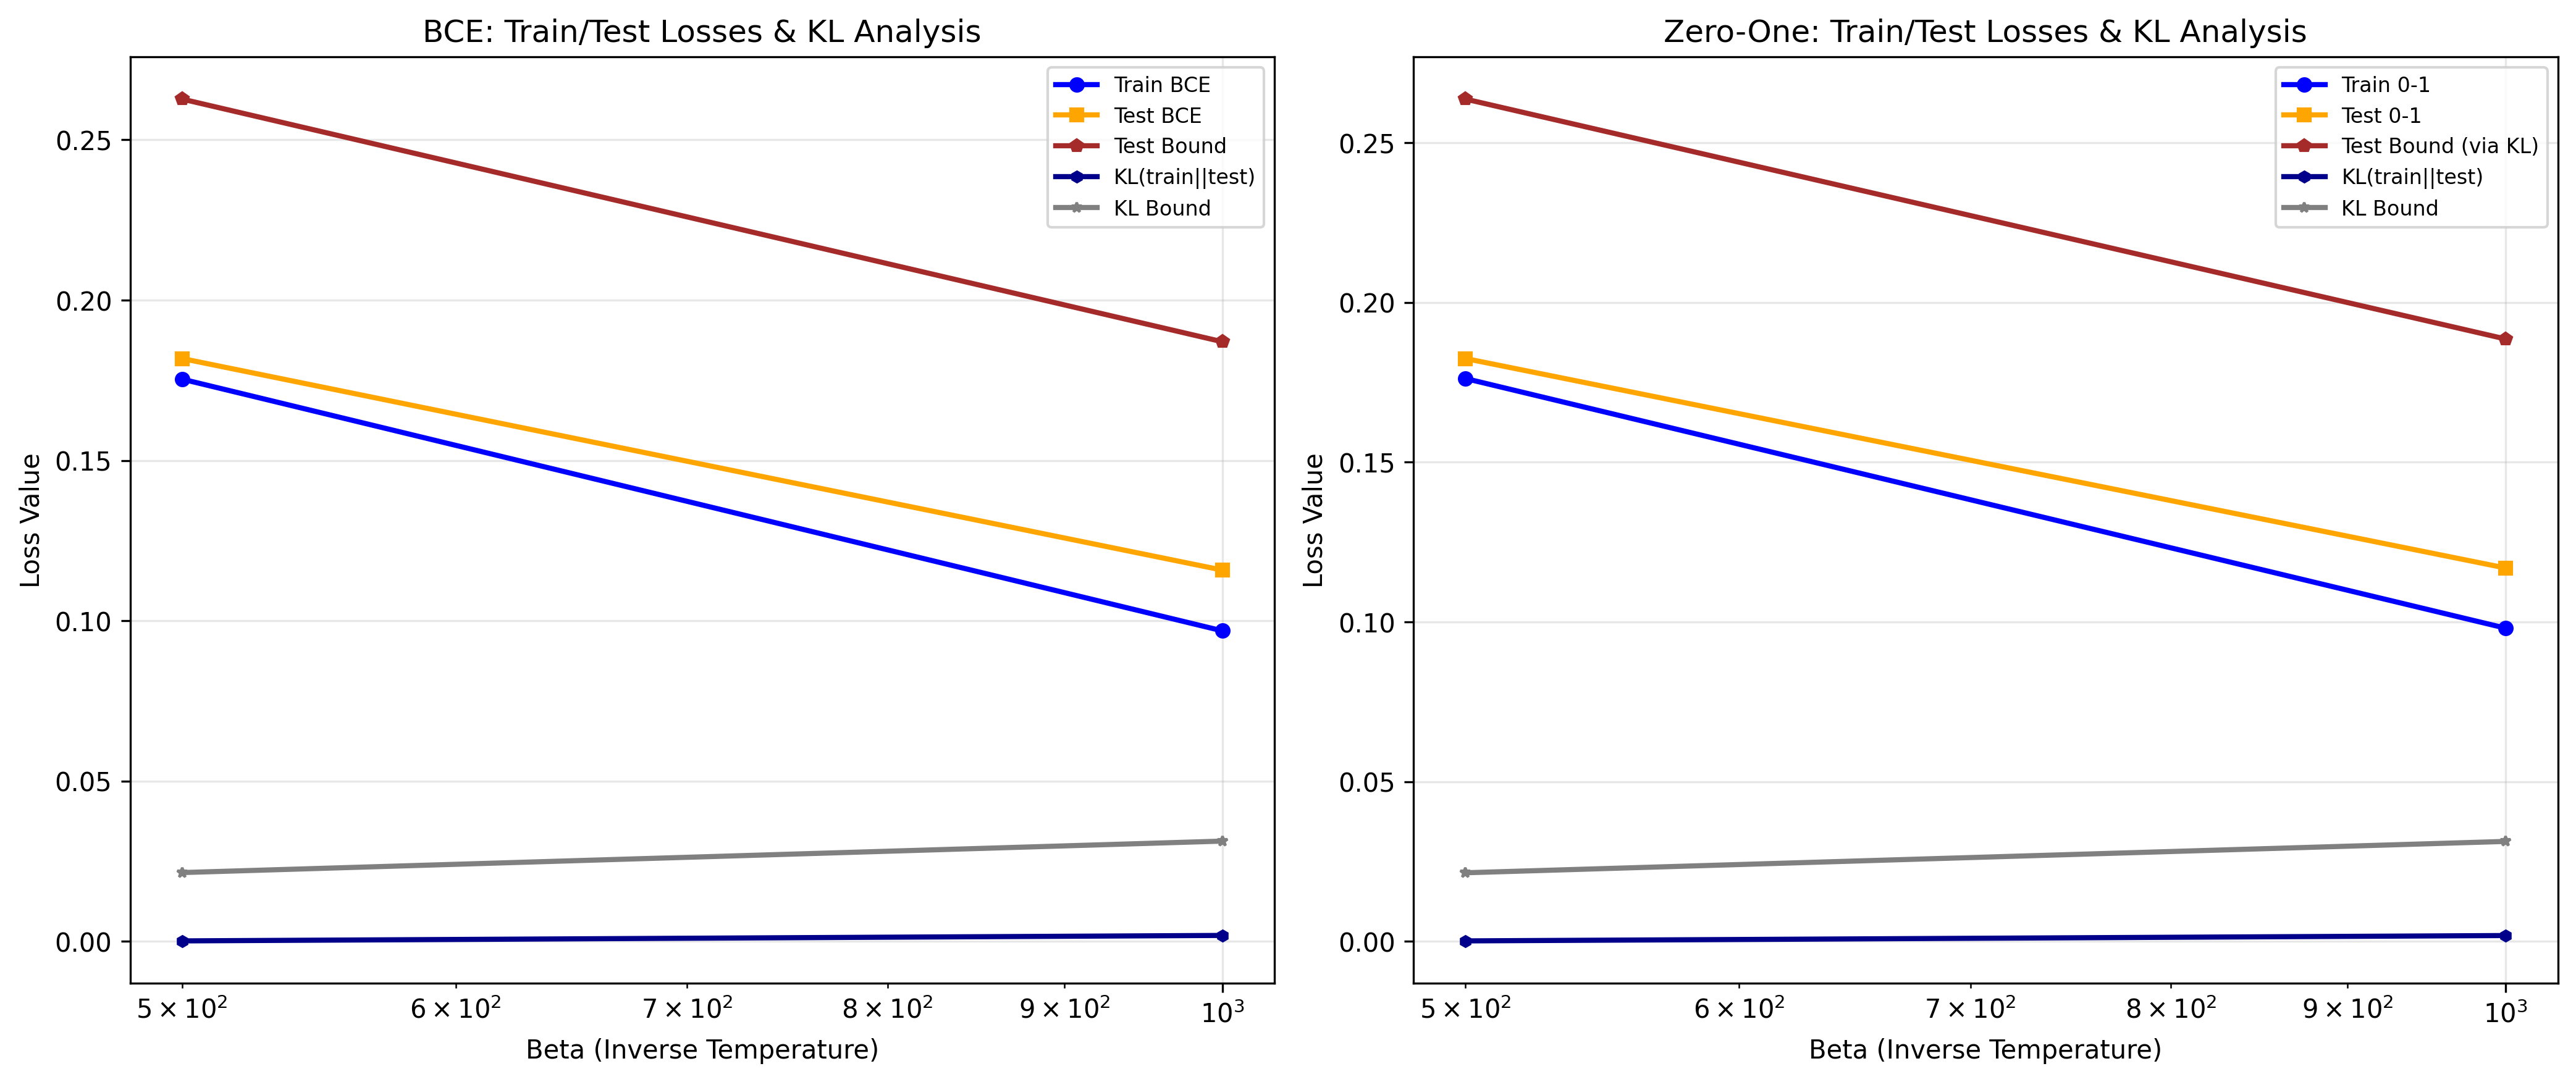 BCE: Train/Test Losses & KL Analysis
Train BCE
Test BCE
Test Bound
KL(train||test)
KL Bound
Loss Value
0.25
0.20
0.15
0.10
0.05
0.00
5 × 10² 6 × 10² 7 × 10² 8 × 10² 9 × 10² 10³
Beta (Inverse Temperature)
Zero-One: Train/Test Losses & KL Analysis
Train 0-1
Test 0-1
Test Bound (via KL)
KL(train||test)
KL Bound
Loss Value
0.25
0.20
0.15
0.10
0.05
0.00
5 × 10² 6 × 10² 7 × 10² 8 × 10² 9 × 10² 10³
Beta (Inverse Temperature)